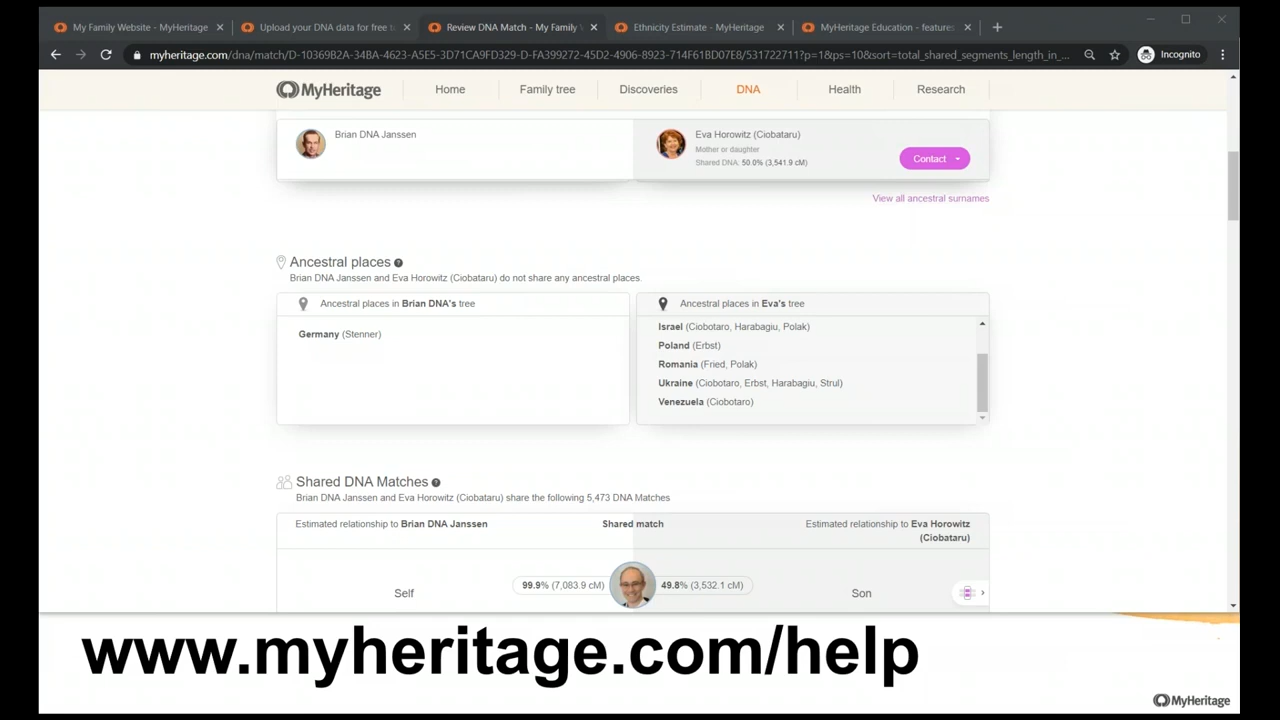 My Family Website - MyHeritage
Upload your DNA data for free t
Review DNA Match - My Family
Ethnicity Estimate - MyHeritage
MyHeritage Education - features
myheritage.com/dna/match/D-10369B2A-34BA-4623-A5E5-3D71CA9FD329-D-FA399272-45D2-4906-8923-714F61BD07E8/531722711?p=1&ps=10&sort=total_shared_segments_length_in_...
Incognito
MyHeritage
Home
Family tree
Discoveries
DNA
Health
Research
Brian DNA Janssen
Eva Horowitz (Ciobataru)
Mother or daughter
Shared DNA: 50.0% (3,541.9 cM)
Contact
View all ancestral surnames
Ancestral places
Brian DNA Janssen and Eva Horowitz (Ciobataru) do not share any ancestral places.
Ancestral places in Brian DNA's tree
Ancestral places in Eva's tree
Germany (Stenner)
Israel (Ciobotaro, Harabagiu, Polak)
Poland (Erbst)
Romania (Fried, Polak)
Ukraine (Ciobotaro, Erbst, Harabagiu, Strul)
Venezuela (Ciobotaro)
Shared DNA Matches
Brian DNA Janssen and Eva Horowitz (Ciobataru) share the following 5,473 DNA Matches
Estimated relationship to Brian DNA Janssen
Shared match
Estimated relationship to Eva Horowitz
(Ciobataru)
99.9% (7,083.9 cM)
49.8% (3,532.1 cM)
Self
Son
www.myheritage.com/help
MyHeritage